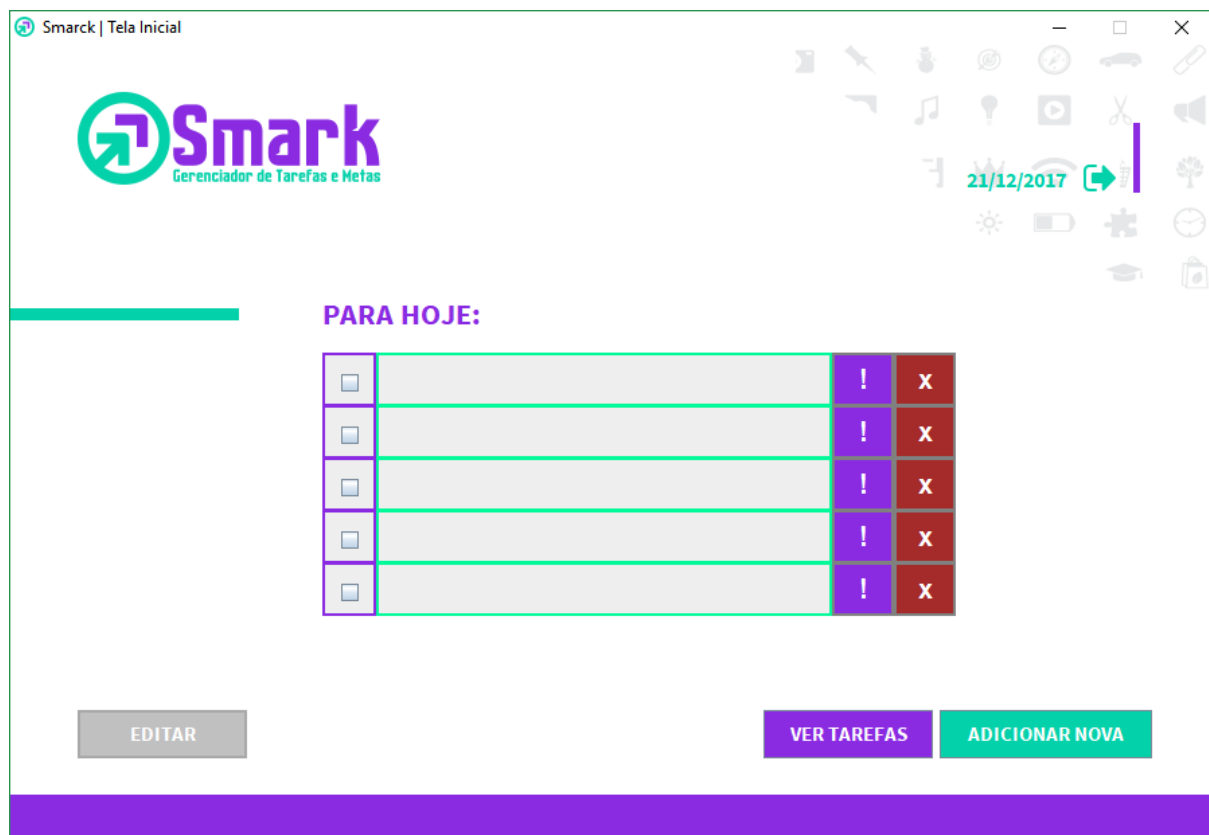 Smarck | Tela Inicial
Smark
Gerenciador de Tarefas e Metas
21/12/2017
PARA HOJE:
! x
! x
! x
! x
! x
EDITAR
VER TAREFAS
ADICIONAR NOVA